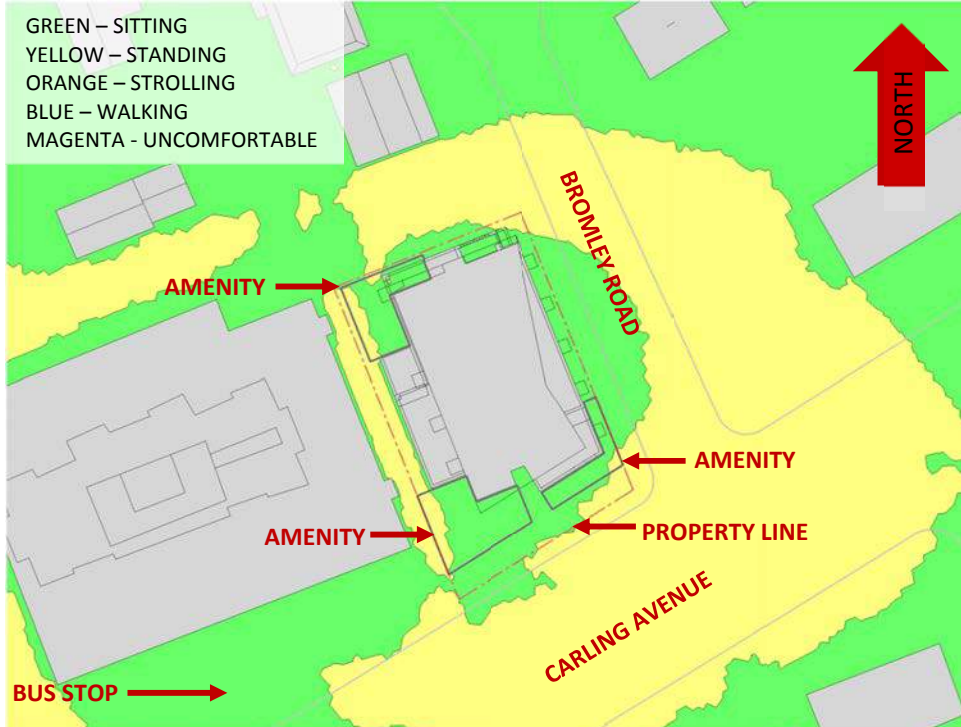 GREEN – SITTING
YELLOW – STANDING
ORANGE – STROLLING
BLUE – WALKING
MAGENTA - UNCOMFORTABLE
NORTH
BROMLEY ROAD
AMENITY
AMENITY
AMENITY
PROPERTY LINE
CARLING AVENUE
BUS STOP